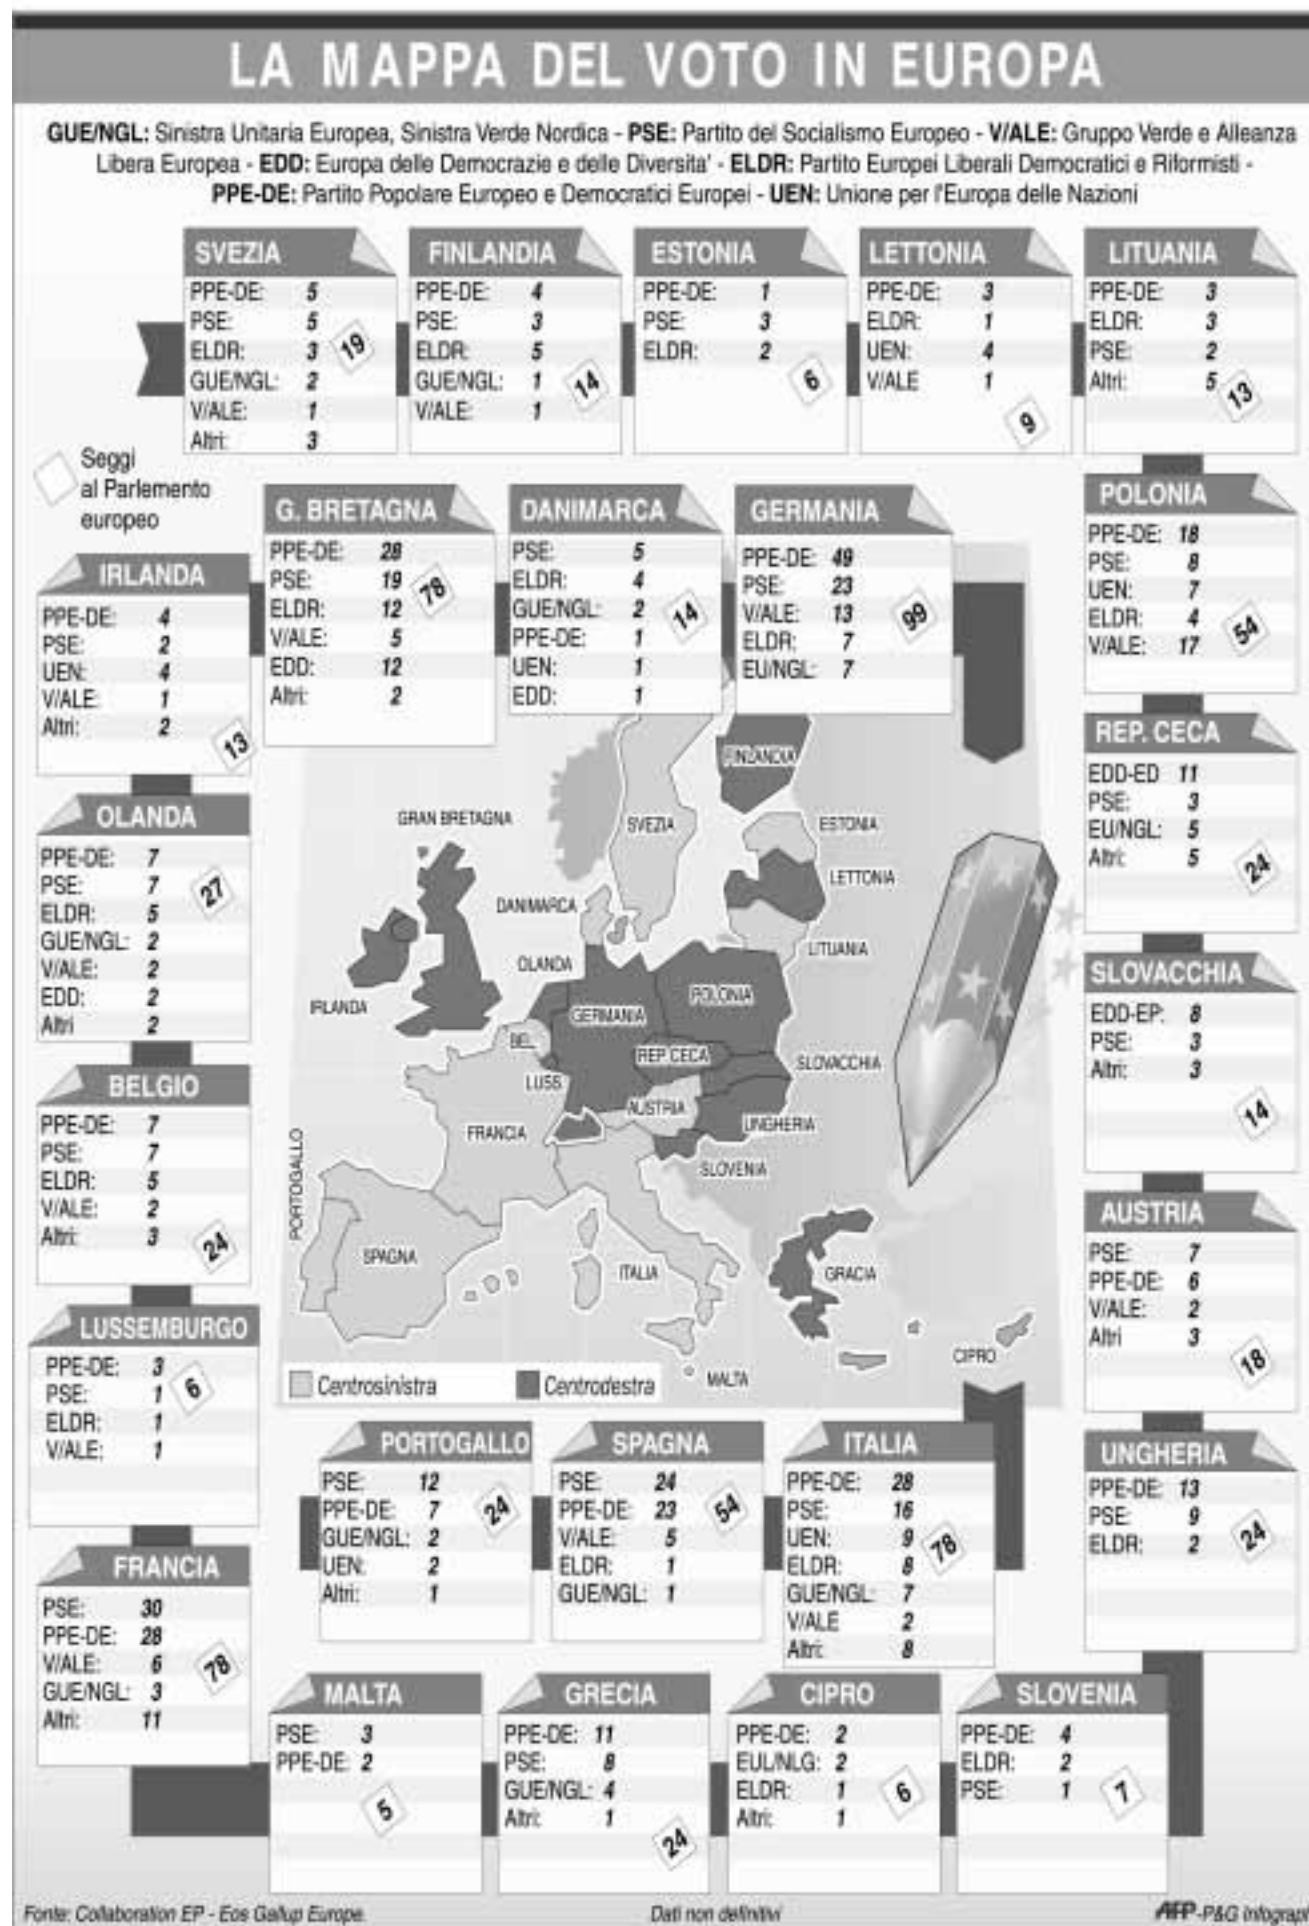 LA MAPPA DEL VOTO IN EUROPA
GUE/NGL: Sinistra Unitaria Europea, Sinistra Verde Nordica - PSE: Partito del Socialismo Europeo - V/ALE: Gruppo Verde e Alleanza
Libera Europea - EDD: Europa delle Democrazie e delle Diversita' - ELDR: Partito Europei Liberali Democratici e Riformisti -
PPE-DE: Partito Popolare Europeo e Democratici Europei - UEN: Unione per l'Europa delle Nazioni
SVEZIA
PPE-DE: 5
PSE: 5
ELDR: 3
GUE/NGL: 2
V/ALE: 1
Altri: 3
19
FINLANDIA
PPE-DE: 4
PSE: 3
ELDR: 5
GUE/NGL: 1
V/ALE: 1
14
ESTONIA
PPE-DE: 1
PSE: 3
ELDR: 2
6
LETTONIA
PPE-DE: 3
ELDR: 1
UEN: 4
V/ALE 1
9
LITUANIA
PPE-DE: 3
ELDR: 3
PSE: 2
Altri: 5
13
Seggi
al Parlemento
europeo
G. BRETAGNA
PPE-DE: 28
PSE: 19
ELDR: 12
V/ALE: 5
EDD: 12
Altri: 2
78
DANIMARCA
PSE: 5
ELDR: 4
GUE/NGL: 2
PPE-DE: 1
UEN: 1
EDD: 1
14
GERMANIA
PPE-DE: 49
PSE: 23
V/ALE: 13
ELDR: 7
EU/NGL: 7
99
POLONIA
PPE-DE: 18
PSE: 8
UEN: 7
ELDR: 4
V/ALE: 17
54
IRLANDA
PPE-DE: 4
PSE: 2
UEN: 4
V/ALE: 1
Altri: 2
13
REP. CECA
EDD-ED 11
PSE: 3
EU/NGL: 5
Altri: 5
24
OLANDA
PPE-DE: 7
PSE: 7
ELDR: 5
GUE/NGL: 2
V/ALE: 2
EDD: 2
Altri 2
27
SLOVACCHIA
EDD-EP: 8
PSE: 3
Altri: 3
14
BELGIO
PPE-DE: 7
PSE: 7
ELDR: 5
V/ALE: 2
Altri: 3
24
AUSTRIA
PSE: 7
PPE-DE: 6
V/ALE: 2
Altri 3
18
LUSSEMBURGO
PPE-DE: 3
PSE: 1
ELDR: 1
V/ALE: 1
6
FINLANDIA
GRAN BRETAGNA
SVEZIA
ESTONIA
LETTONIA
DANIMARCA
LITUANIA
OLANDA
IRLANDA
POLONIA
GERMANIA
BEL.
REP. CECA
SLOVACCHIA
LUSS.
AUSTRIA
FRANCIA
UNGHERIA
SLOVENIA
PORTOGALLO
SPAGNA
ITALIA
GRACIA
CIPRO
MALTA
Centrosinistra
Centrodestra
PORTOGALLO
PSE: 12
PPE-DE: 7
GUE/NGL: 2
UEN: 2
Altri: 1
24
SPAGNA
PSE: 24
PPE-DE: 23
V/ALE: 5
ELDR: 1
GUE/NGL: 1
54
ITALIA
PPE-DE: 28
PSE: 16
UEN: 9
ELDR: 8
GUE/NGL: 7
V/ALE 2
Altri: 8
78
UNGHERIA
PPE-DE: 13
PSE: 9
ELDR: 2
24
FRANCIA
PSE: 30
PPE-DE: 28
V/ALE: 6
GUE/NGL: 3
Altri: 11
78
MALTA
PSE: 3
PPE-DE: 2
5
GRECIA
PPE-DE: 11
PSE: 8
GUE/NGL: 4
Altri: 1
24
CIPRO
PPE-DE: 2
EUL/NLG: 2
ELDR: 1
Altri: 1
6
SLOVENIA
PPE-DE: 4
ELDR: 2
PSE: 1
7
Fonte: Collaboration EP - Eos Gallup Europe.
Dati non definitivi
AFP-P&G Infograph